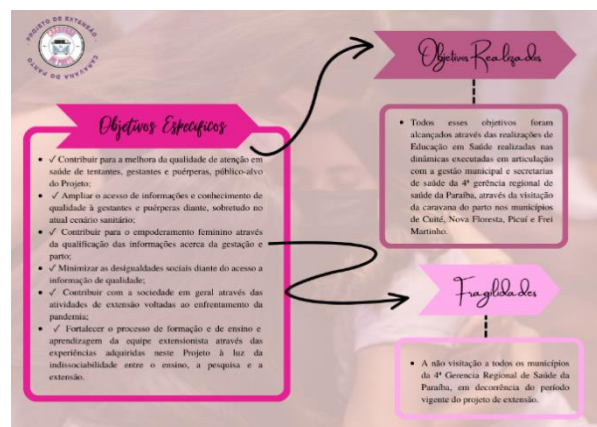 PROJETO DE EXTENSÃO
CARAVANA DO PARTO
Objetivos Específicos
• ✓ Contribuir para a melhora da qualidade de atenção em
saúde de tentantes, gestantes e puérperas, público-alvo
do Projeto;
• ✓ Ampliar o acesso de informações e conhecimento de
qualidade à gestantes e puérperas diante, sobretudo no
atual cenário sanitário;
• ✓ Contribuir para o empoderamento feminino através
da qualificação das informações acerca da gestação e
parto;
• ✓ Minimizar as desigualdades sociais diante do acesso a
informação de qualidade;
• ✓ Contribuir com a sociedade em geral através das
atividades de extensão voltadas ao enfrentamento da
pandemia;
• ✓ Fortalecer o processo de formação e de ensino e
aprendizagem da equipe extensionista através das
experiências adquiridas neste Projeto à luz da
indissociabilidade entre o ensino, a pesquisa e a
extensão.
Objetivos Realizados
• Todos esses objetivos foram
alcançados através das realizações de
Educação em Saúde realizadas nas
dinâmicas executadas em articulação
com a gestão municipal e secretarias
de saúde da 4ª gerência regional de
saúde da Paraíba, através da visitação
da caravana do parto nos municípios
de Cuité, Nova Floresta, Picuí e Frei
Martinho.
Fragilidades
• A não visitação a todos os municípios
da 4ª Gerencia Regional de Saúde da
Paraíba, em decorrência do período
vigente do projeto de extensão.